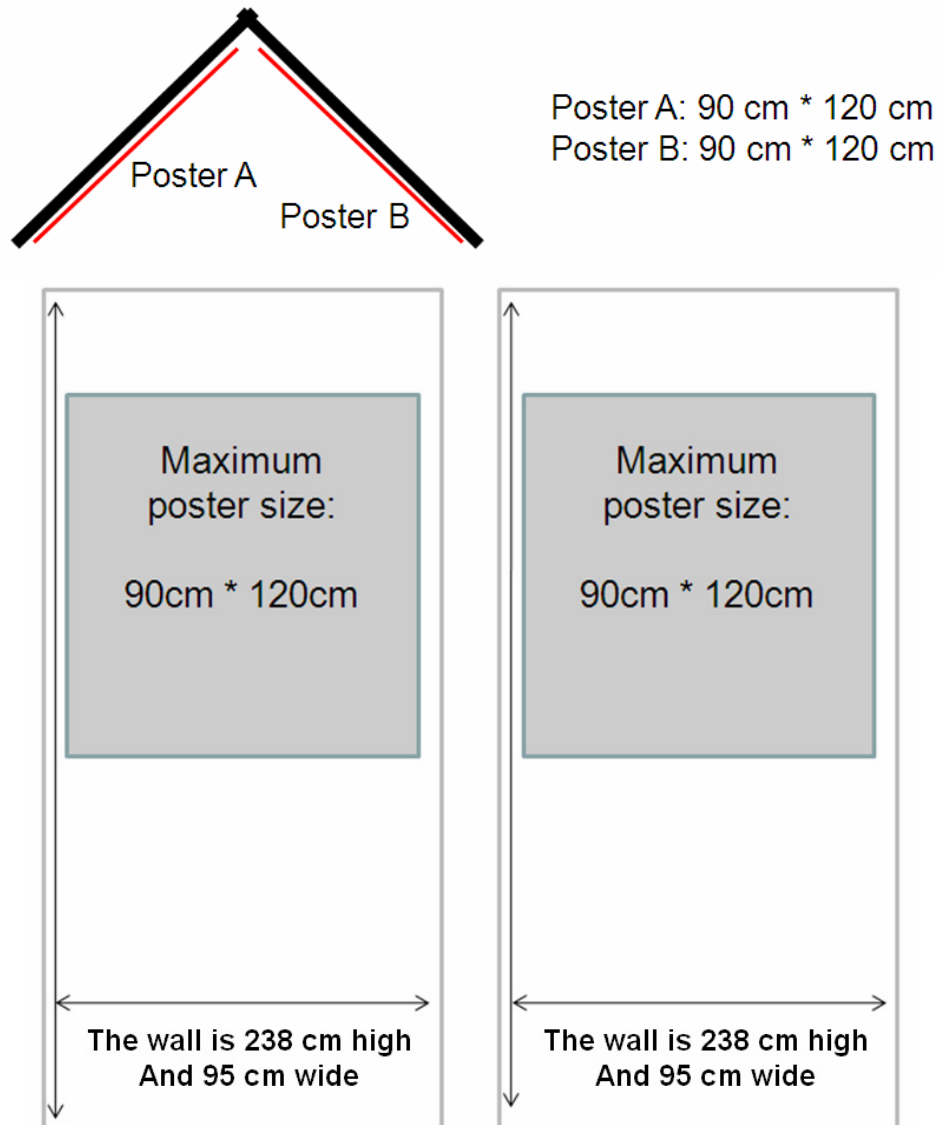 Poster A: 90 cm * 120 cm
Poster B: 90 cm * 120 cm
Poster A
Poster B
Maximum
poster size:
90cm * 120cm
The wall is 238 cm high
And 95 cm wide
Maximum
poster size:
90cm * 120cm
The wall is 238 cm high
And 95 cm wide